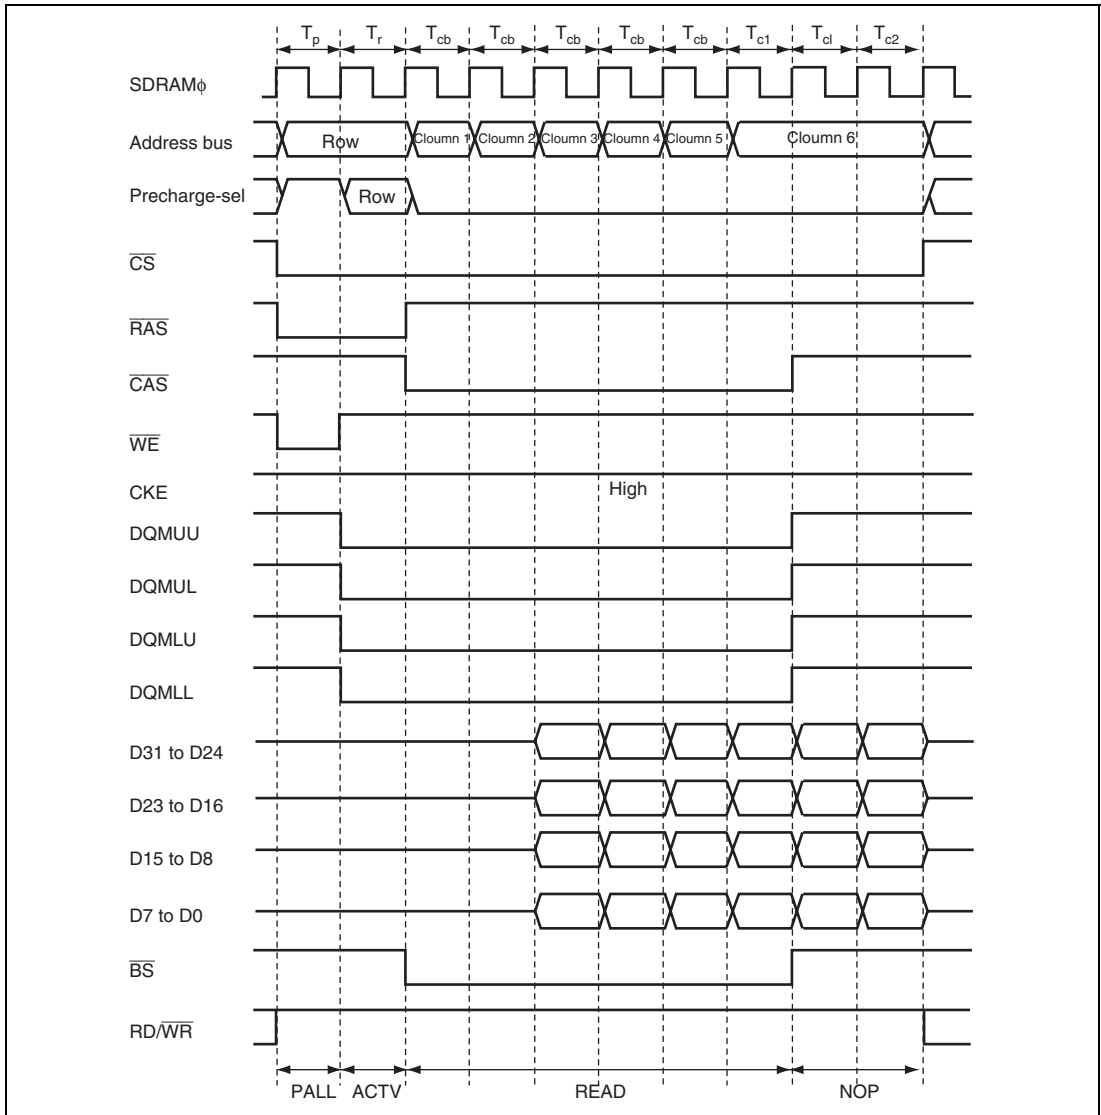 Tp Tr Tcb Tcb Tcb Tcb Tcb Tc1 Tcl Tc2
SDRAMφ
Address bus Row Cloumn 1 Cloumn 2 Cloumn 3 Cloumn 4 Cloumn 5 Cloumn 6
Precharge-sel Row
CS
RAS
CAS
WE
CKE High
DQMUU
DQMUL
DQMLU
DQMLL
D31 to D24
D23 to D16
D15 to D8
D7 to D0
BS
RD/WR
PALL ACTV READ NOP